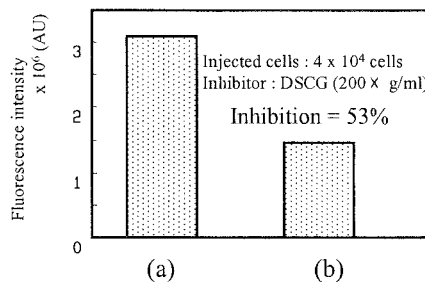 Fluorescence intensity
x 10⁶ (AU)
3
2
1
0
Injected cells : 4 x 10⁴ cells
Inhibitor : DSCG (200 × g/ml)
Inhibition = 53%
(a)
(b)